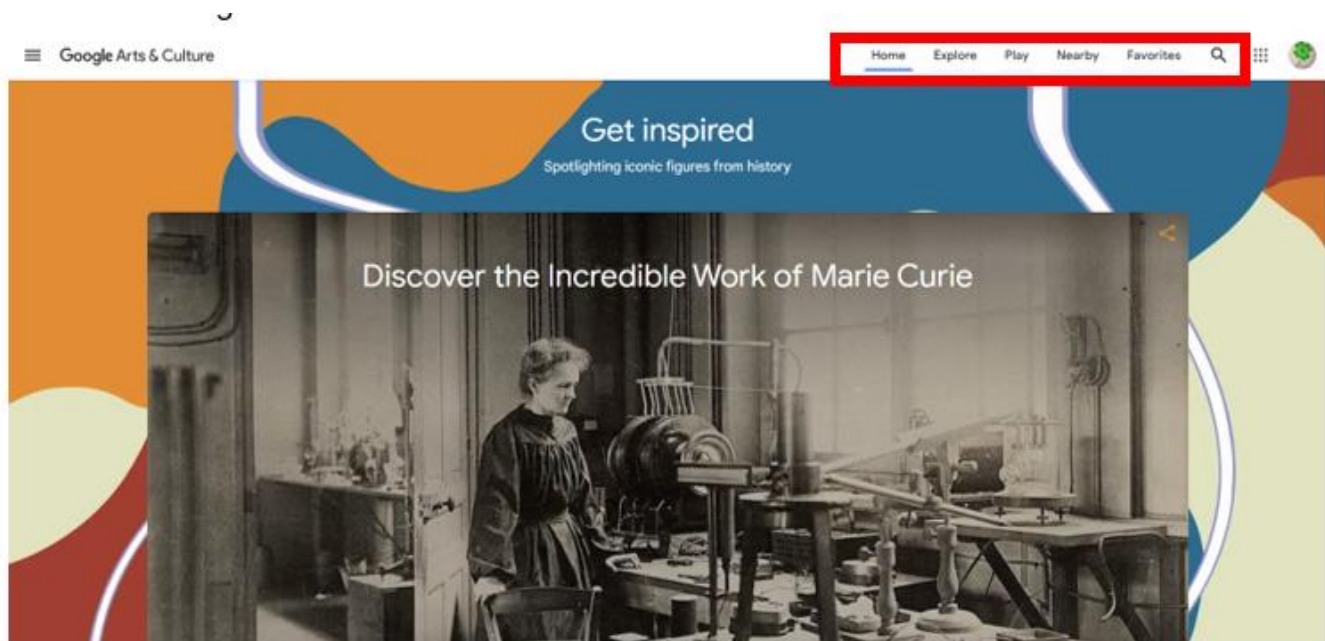 Google Arts & Culture
Home Explore Play Nearby Favorites
Get inspired
Spotlighting iconic figures from history
Discover the Incredible Work of Marie Curie